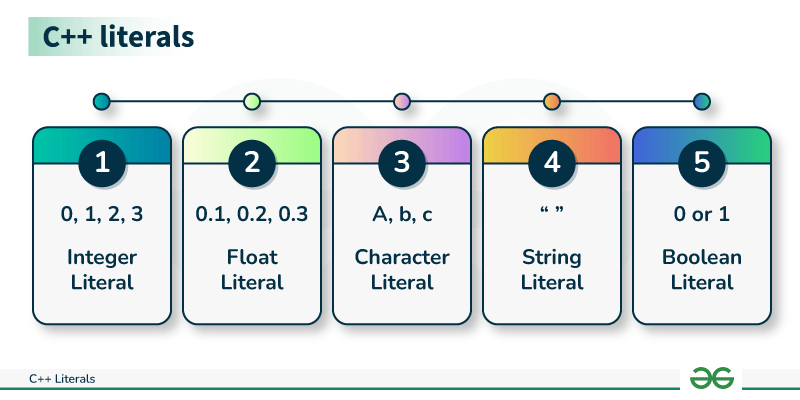 C++ literals
1
0, 1, 2, 3
Integer
Literal
2
0.1, 0.2, 0.3
Float
Literal
3
A, b, c
Character
Literal
4
“ ”
String
Literal
5
0 or 1
Boolean
Literal
C++ Literals